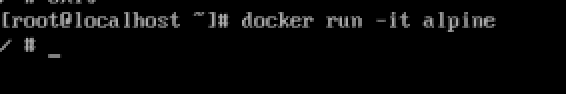 [root@localhost ~]# docker run -it alpine
/ # _